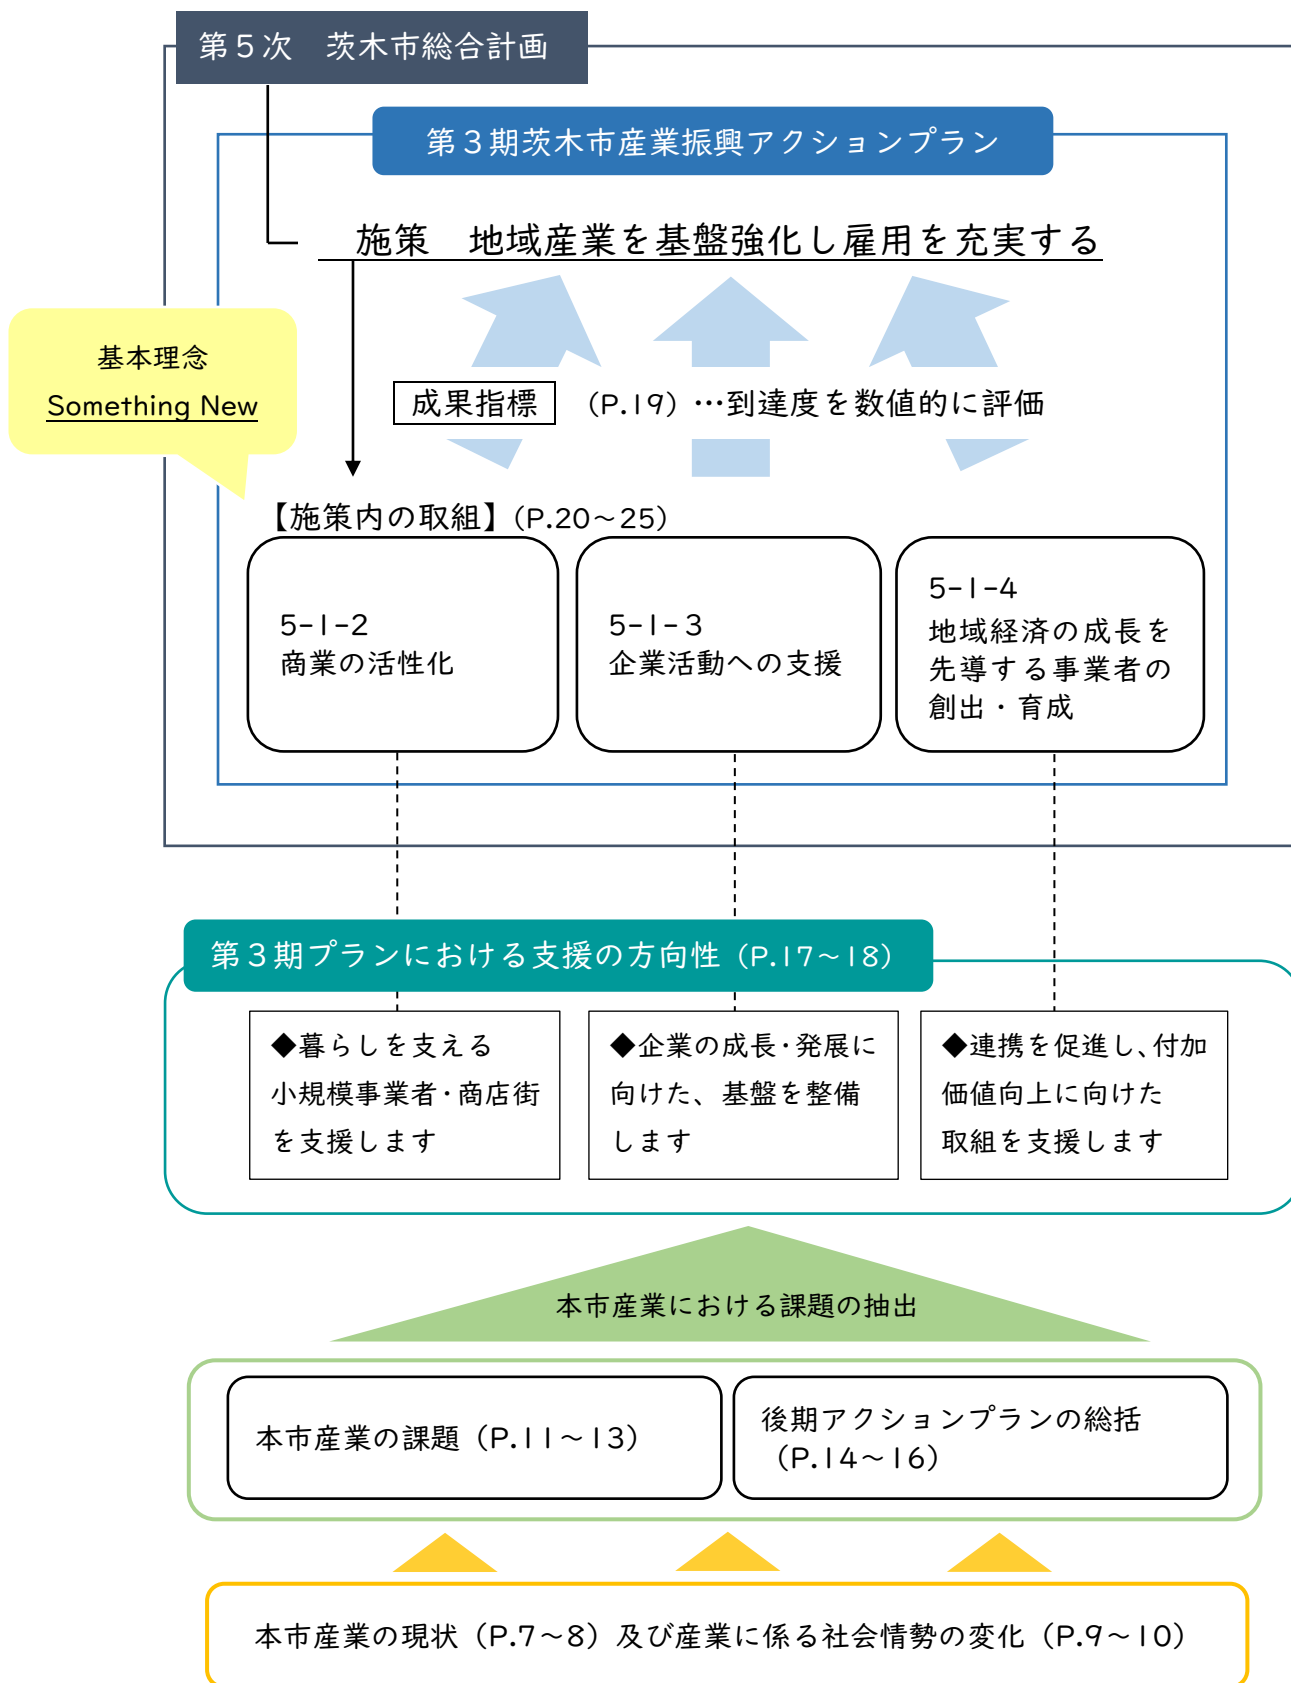 第５次　茨木市総合計画
第３期茨木市産業振興アクションプラン
施策　地域産業を基盤強化し雇用を充実する
基本理念
Something New
成果指標　(P.19)…到達度を数値的に評価
【施策内の取組】(P.20～25)
5-1-2
商業の活性化
5-1-3
企業活動への支援
5-1-4
地域経済の成長を
先導する事業者の
創出・育成
第３期プランにおける支援の方向性（P.17～18）
◆暮らしを支える
小規模事業者・商店街
を支援します
◆企業の成長・発展に
向けた、基盤を整備
します
◆連携を促進し、付加
価値向上に向けた
取組を支援します
本市産業における課題の抽出
本市産業の課題（P.11～13）
後期アクションプランの総括
（P.14～16）
本市産業の現状（P.7～8）及び産業に係る社会情勢の変化（P.9～10）